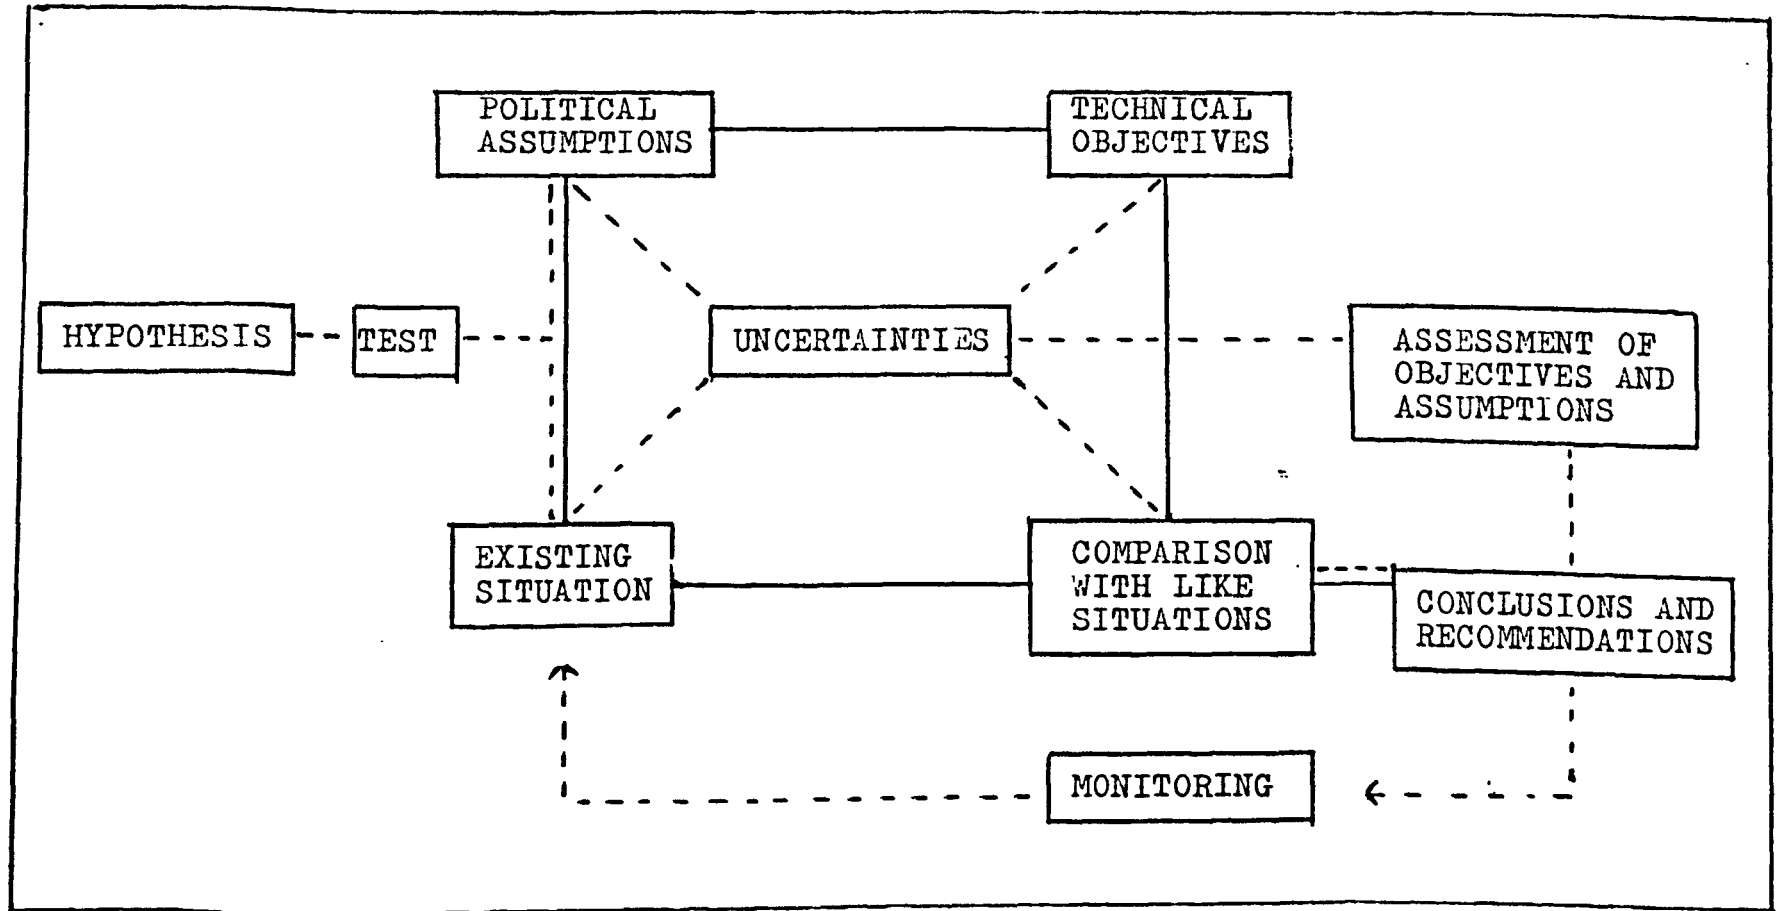 POLITICAL
ASSUMPTIONS
TECHNICAL
OBJECTIVES
HYPOTHESIS
TEST
UNCERTAINTIES
ASSESSMENT OF
OBJECTIVES AND
ASSUMPTIONS
EXISTING
SITUATION
COMPARISON
WITH LIKE
SITUATIONS
CONCLUSIONS AND
RECOMMENDATIONS
MONITORING